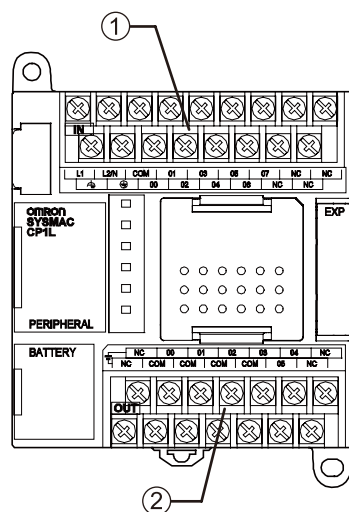 1
IN
L1 L2/N COM 01 03 05 07 NC NC
00 02 04 06 NC NC
OMRON
SYSMAC
CP1L
EXP
PERIPHERAL
BATTERY
NC 00 01 02 03 04 NC
NC COM COM COM COM 05 NC
OUT
2